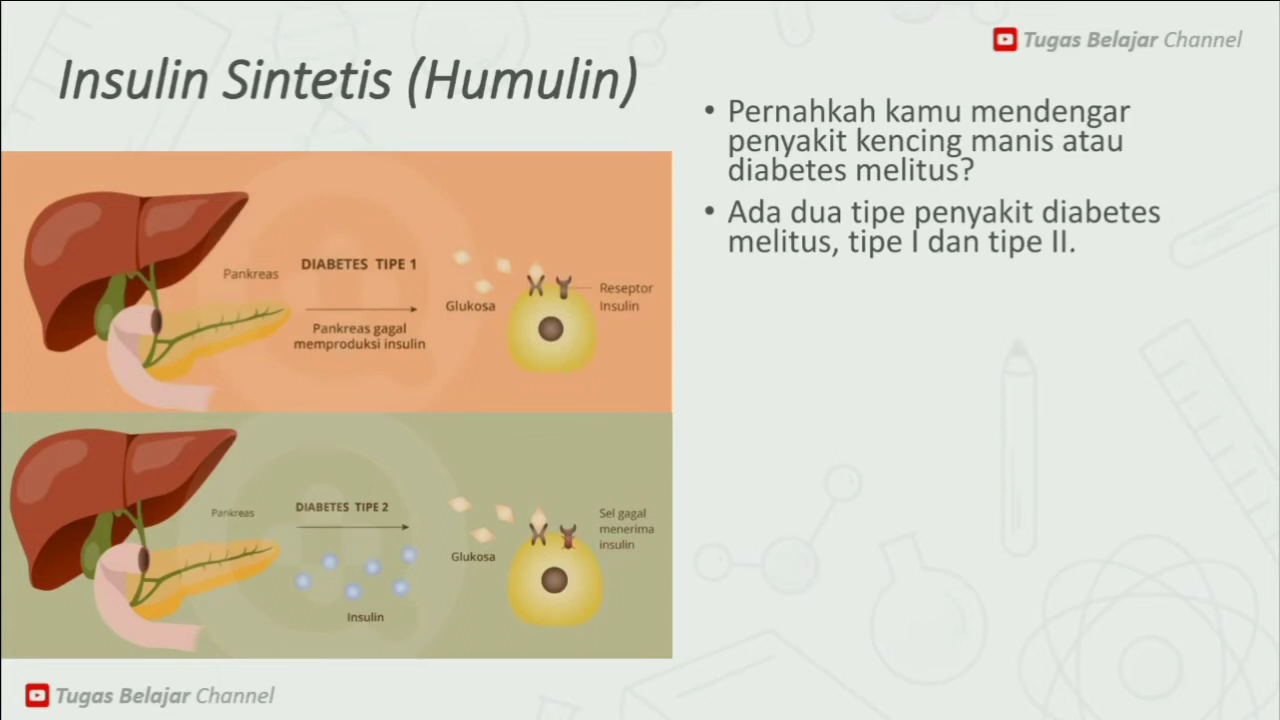 Tugas Belajar Channel
Insulin Sintetis (Humulin)
• Pernahkah kamu mendengar
penyakit kencing manis atau
diabetes melitus?
• Ada dua tipe penyakit diabetes
melitus, tipe I dan tipe II.
Pankreas
DIABETES TIPE 1
Pankreas gagal
memproduksi insulin
Glukosa
Reseptor
Insulin
Pankreas
DIABETES TIPE 2
Insulin
Glukosa
Sel gagal
menerima
insulin
Tugas Belajar Channel